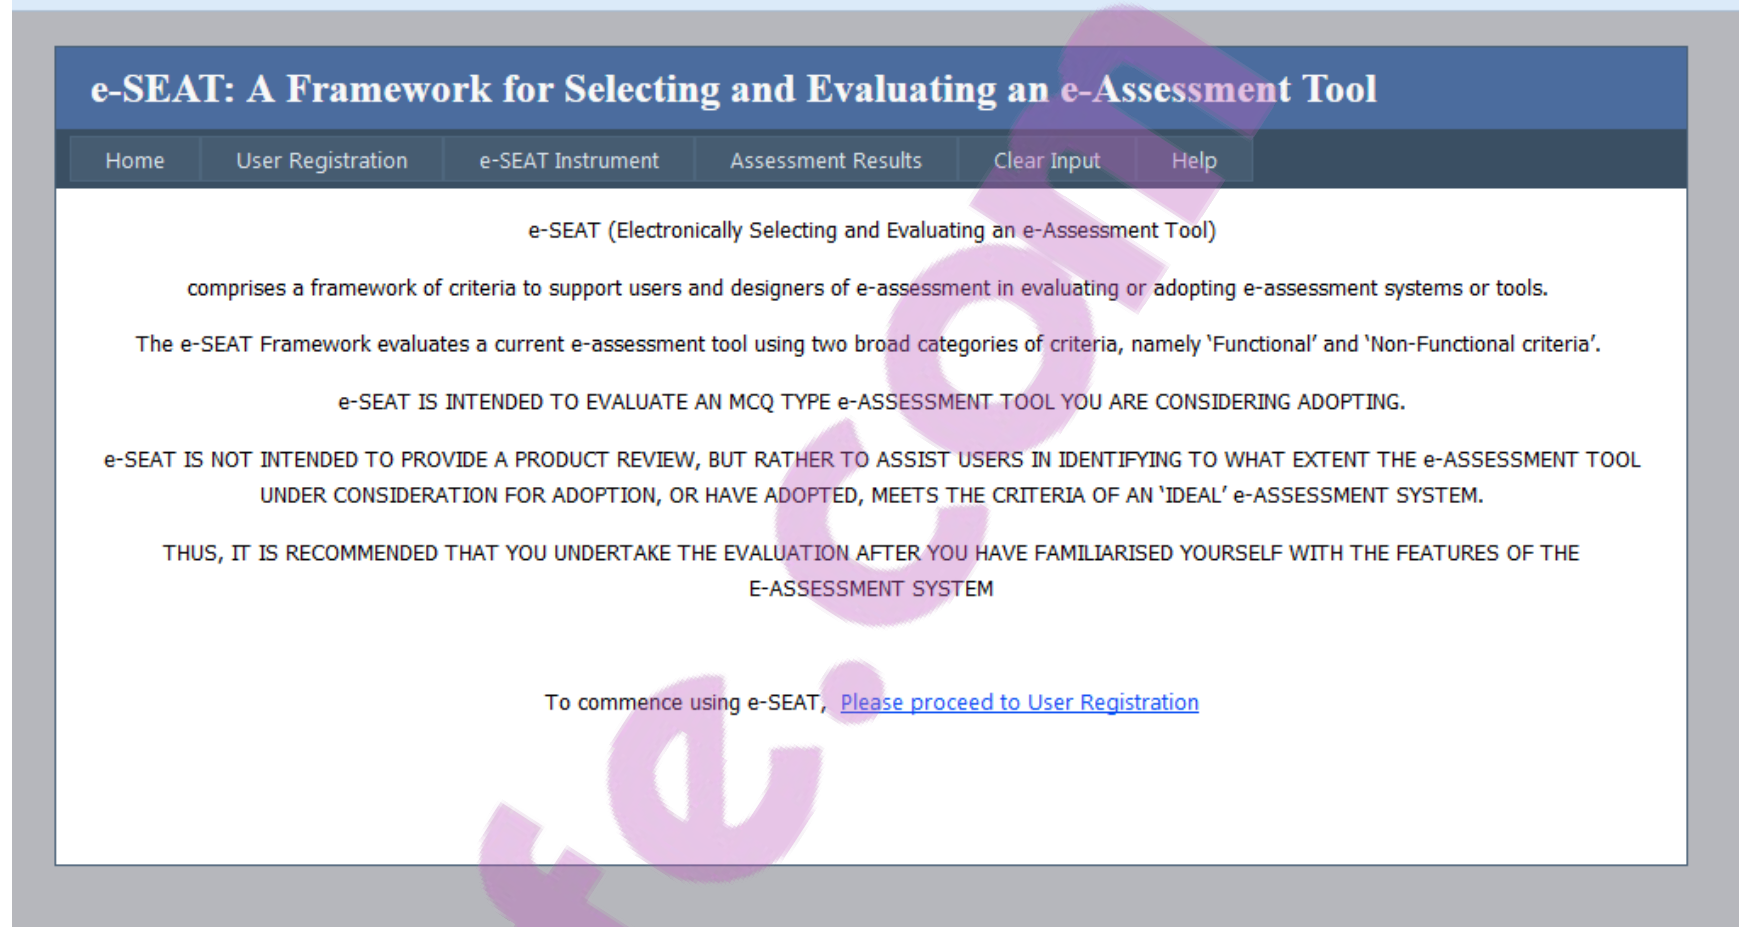 e-SEAT: A Framework for Selecting and Evaluating an e-Assessment Tool
Home User Registration e-SEAT Instrument Assessment Results Clear Input Help
e-SEAT (Electronically Selecting and Evaluating an e-Assessment Tool)
comprises a framework of criteria to support users and designers of e-assessment in evaluating or adopting e-assessment systems or tools.
The e-SEAT Framework evaluates a current e-assessment tool using two broad categories of criteria, namely ‘Functional’ and ‘Non-Functional criteria’.
e-SEAT IS INTENDED TO EVALUATE AN MCQ TYPE e-ASSESSMENT TOOL YOU ARE CONSIDERING ADOPTING.
e-SEAT IS NOT INTENDED TO PROVIDE A PRODUCT REVIEW, BUT RATHER TO ASSIST USERS IN IDENTIFYING TO WHAT EXTENT THE e-ASSESSMENT TOOL
UNDER CONSIDERATION FOR ADOPTION, OR HAVE ADOPTED, MEETS THE CRITERIA OF AN ‘IDEAL’ e-ASSESSMENT SYSTEM.
THUS, IT IS RECOMMENDED THAT YOU UNDERTAKE THE EVALUATION AFTER YOU HAVE FAMILIARISED YOURSELF WITH THE FEATURES OF THE
E-ASSESSMENT SYSTEM
To commence using e-SEAT, Please proceed to User Registration
fe.com